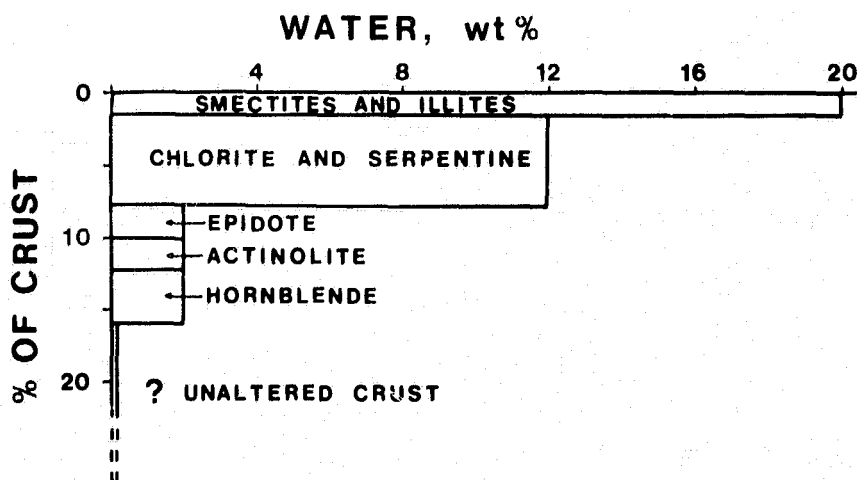 WATER, wt%
4 8 12 16 20
0
SMECTITES AND ILLITES
CHLORITE AND SERPENTINE
EPIDOTE
10
ACTINOLITE
HORNBLENDE
% OF CRUST
20
? UNALTERED CRUST